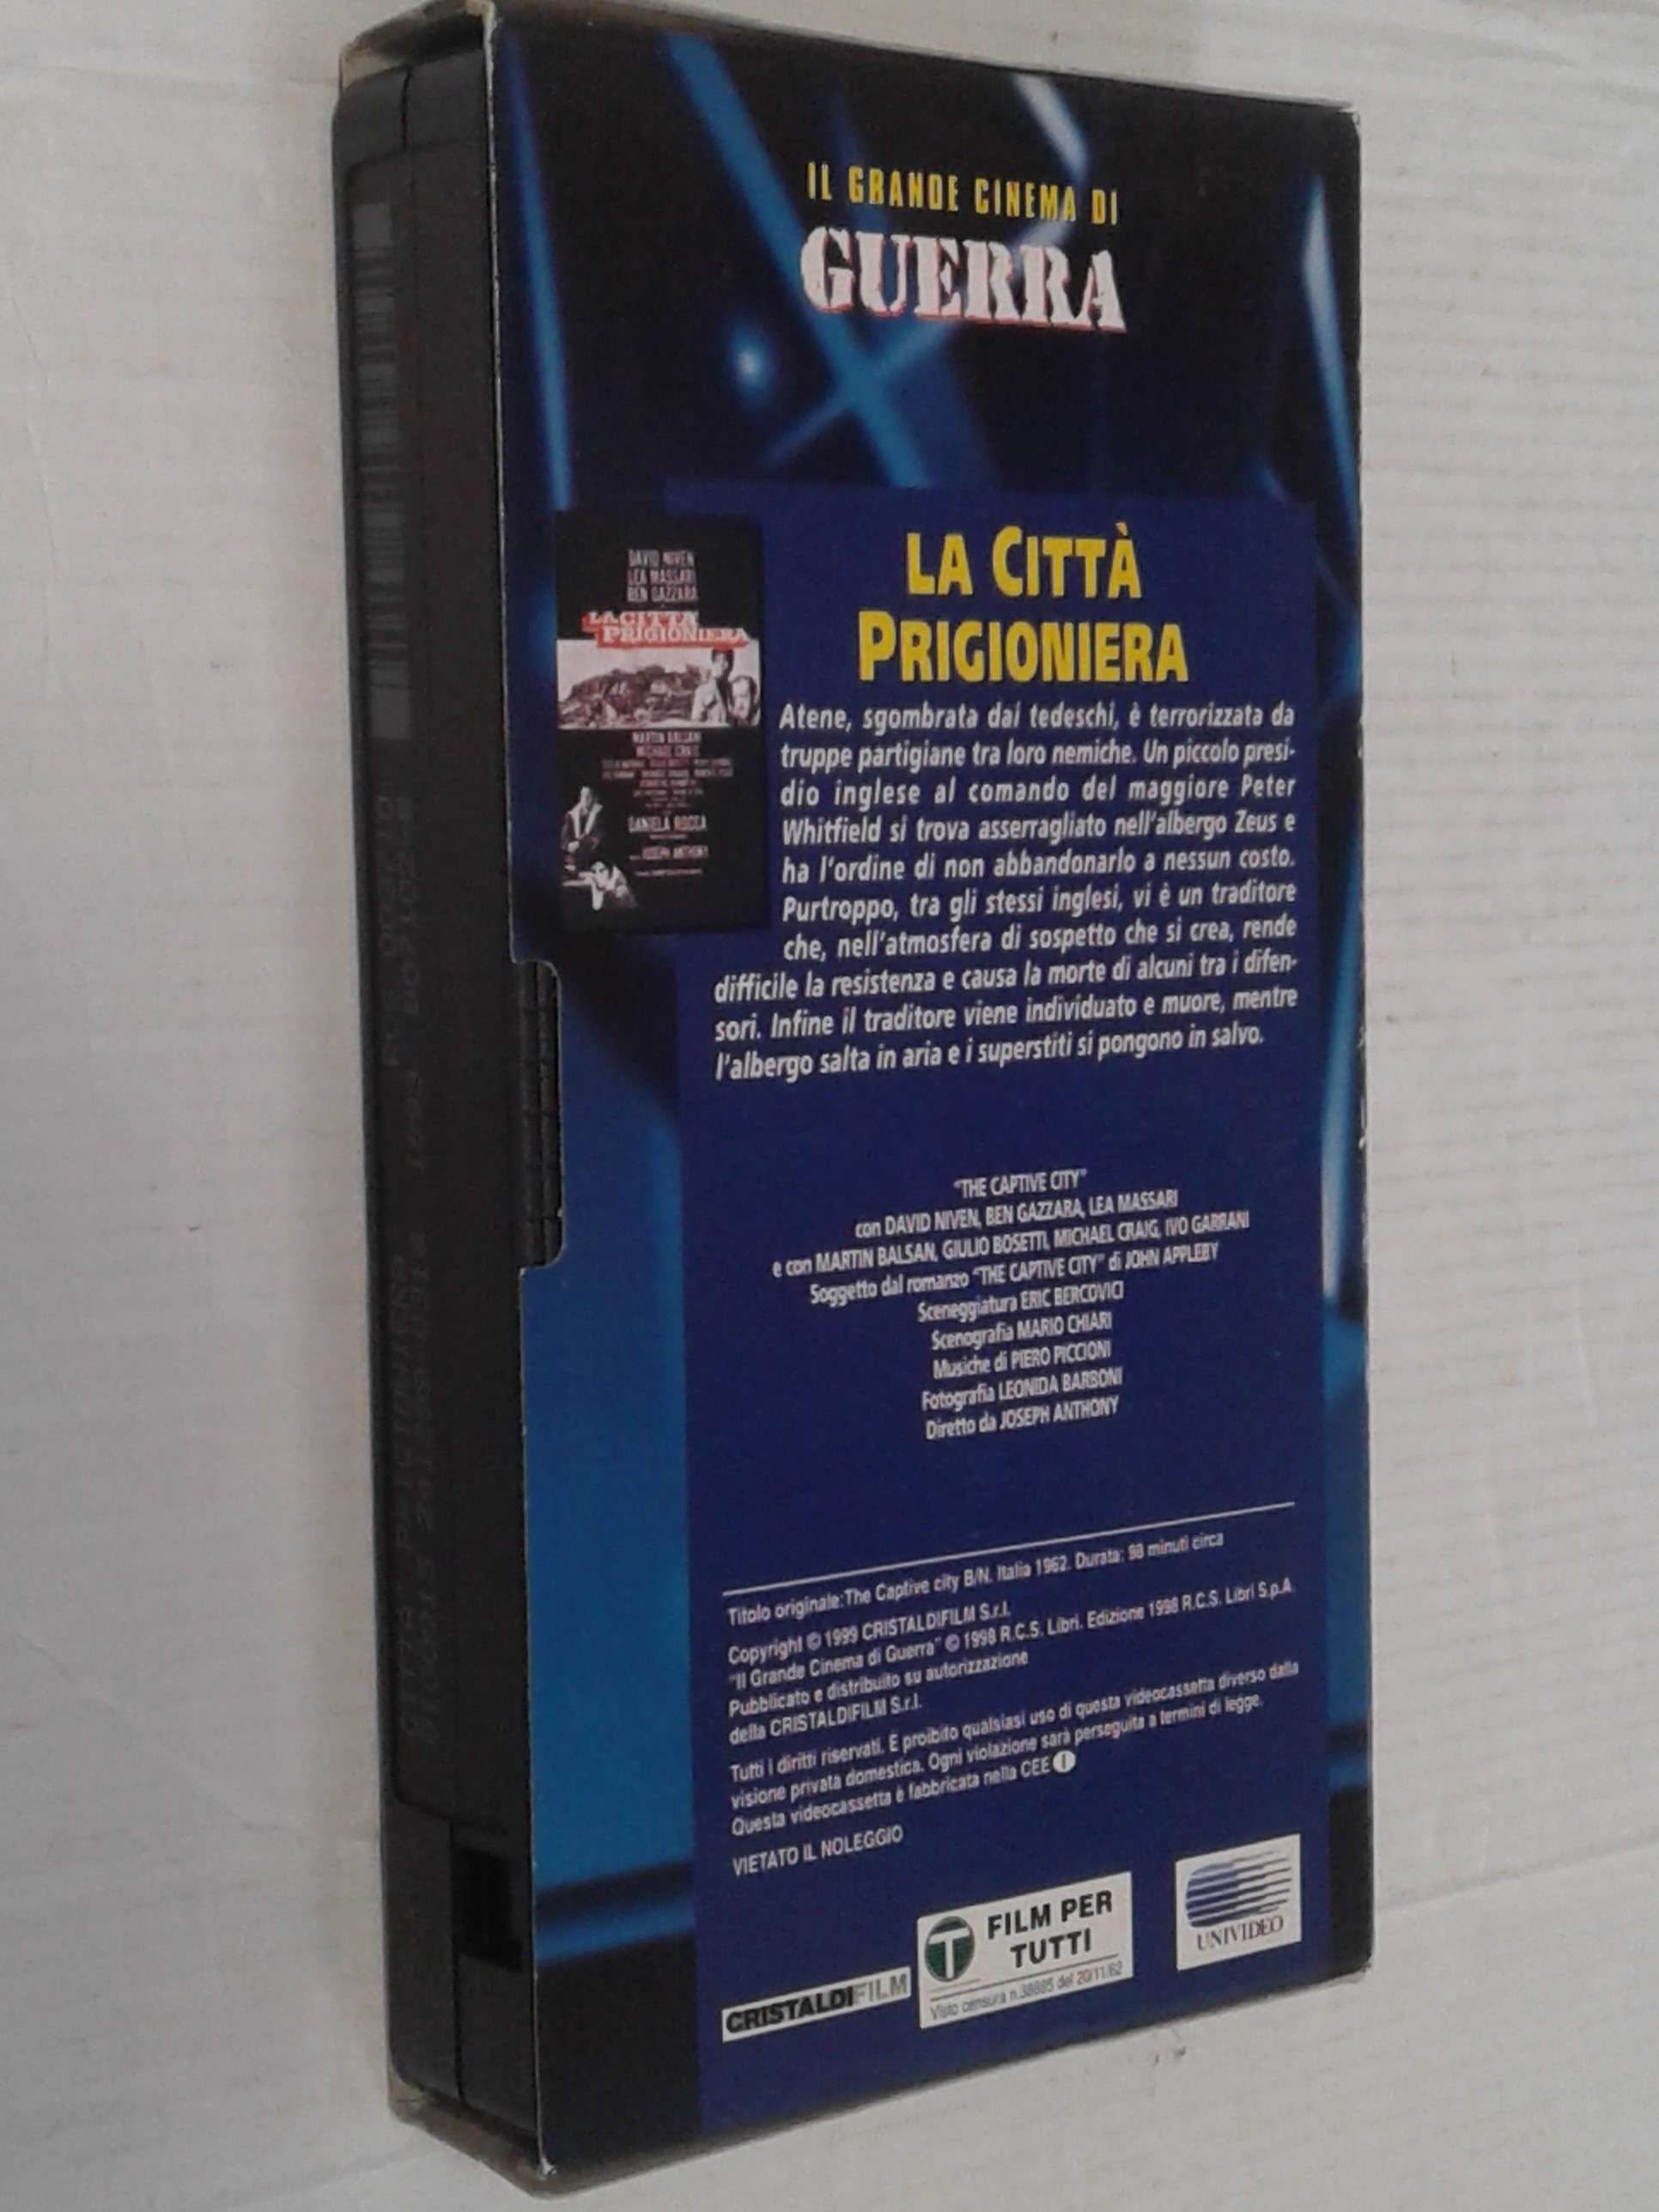 IL GRANDE CINEMA DI
GUERRA
DAVID NIVEN
LEA MASSARI
BEN GAZZARA
LA CITTA
PRIGIONIERA
MARTIN BALSAM
MICHAEL CRAIG
DANIELA ROCCA
JOSEPH ANTHONY
LA CITTÀ
PRIGIONIERA
Atene, sgombrata dai tedeschi, è terrorizzata da
truppe partigiane tra loro nemiche. Un piccolo presi-
dio inglese al comando del maggiore Peter
Whitfield si trova asserragliato nell'albergo Zeus e
ha l'ordine di non abbandonarlo a nessun costo.
Purtroppo, tra gli stessi inglesi, vi è un traditore
che, nell'atmosfera di sospetto che si crea, rende
difficile la resistenza e causa la morte di alcuni tra i difen-
sori. Infine il traditore viene individuato e muore, mentre
l'albergo salta in aria e i superstiti si pongono in salvo.
"THE CAPTIVE CITY"
con DAVID NIVEN, BEN GAZZARA, LEA MASSARI
e con MARTIN BALSAN, GIULIO BOSETTI, MICHAEL CRAIG, IVO GARRANI
Soggetto dal romanzo "THE CAPTIVE CITY" di JOHN APPLEBY
Sceneggiatura ERIC BERCOVICI
Scenografia MARIO CHIARI
Musiche di PIERO PICCIONI
Fotografia LEONIDA BARBONI
Diretto da JOSEPH ANTHONY
Titolo originale: The Captive city B/N. Italia 1962. Durata: 98 minuti circa
Copyright © 1999 CRISTALDIFILM S.r.l.
"Il Grande Cinema di Guerra" © 1998 R.C.S. Libri. Edizione 1998 R.C.S. Libri S.p.A.
Pubblicato e distribuito su autorizzazione
della CRISTALDIFILM S.r.l.
Tutti i diritti riservati. E proibito qualsiasi uso di questa videocassetta diverso dalla
visione privata domestica. Ogni violazione sarà perseguita a termini di legge.
Questa videocassetta è fabbricata nella CEE
VIETATO IL NOLEGGIO
CRISTALDIFILM
T FILM PER
TUTTI
Visto censura n.38885 del 20/11/62
UNIVIDEO